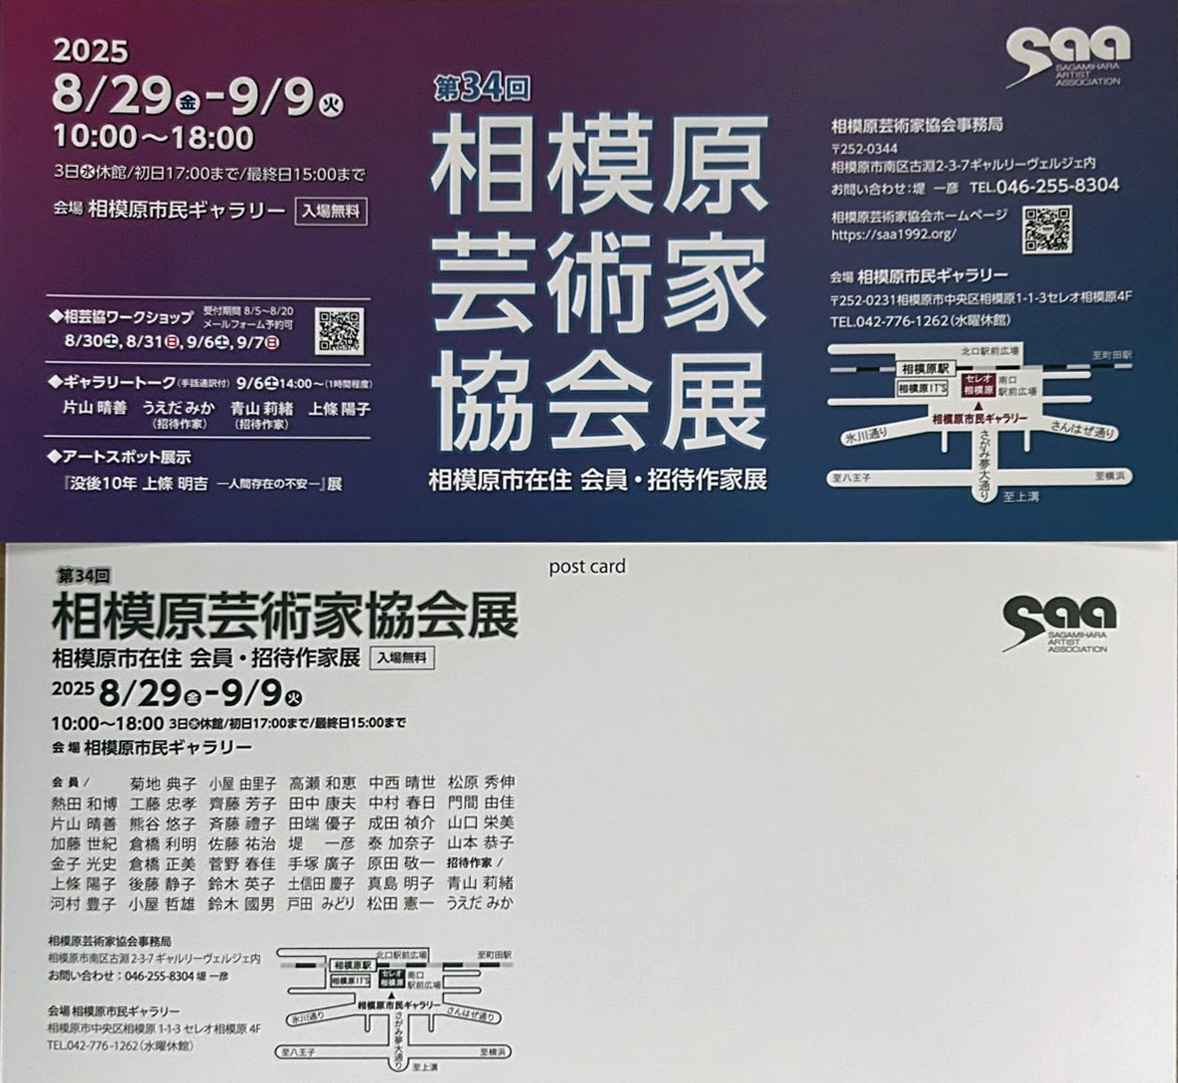 2025
8/29金-9/9火
10:00〜18:00
3日水休館/初日17:00まで/最終日15:00まで
会場 相模原市民ギャラリー 入場無料
◆相芸協ワークショップ 受付期間 8/5〜8/20
メールフォーム予約可
8/30土, 8/31日, 9/6土, 9/7日
◆ギャラリートーク(手話通訳付) 9/6土14:00〜(1時間程度)
片山 晴善 うえだ みか 青山 莉緒 上條 陽子
(招待作家) (招待作家)
◆アートスポット展示
『没後10年 上條 明吉 ―人間存在の不安―』展
第34回
相模原
芸術家
協会展
相模原市在住 会員・招待作家展
saa
SAGAMIHARA
ARTIST
ASSOCIATION
相模原芸術家協会事務局
〒252-0344
相模原市南区古淵2-3-7ギャルリーヴェルジェ内
お問い合わせ:堤 一彦 TEL.046-255-8304
相模原芸術家協会ホームページ
https://saa1992.org/
会場 相模原市民ギャラリー
〒252-0231相模原市中央区相模原1-1-3セレオ相模原4F
TEL.042-776-1262(水曜休館)
北口駅前広場
至町田駅
相模原駅
相模原IT'S
セレオ
相模原
南口
駅前広場
相模原市民ギャラリー
氷川通り
さがみ夢大通り
さんはぜ通り
至八王子
至横浜
至上溝
post card
第34回
相模原芸術家協会展
相模原市在住 会員・招待作家展 入場無料
2025 8/29金-9/9火
10:00〜18:00 3日水休館/初日17:00まで/最終日15:00まで
会場 相模原市民ギャラリー
saa
SAGAMIHARA
ARTIST
ASSOCIATION
会員/ 菊地 典子 小屋 由里子 高瀬 和恵 中西 晴世 松原 秀伸
熱田 和博 工藤 忠孝 齊藤 芳子 田中 康夫 中村 春日 門間 由佳
片山 晴善 熊谷 悠子 斉藤 禮子 田端 優子 成田 禎介 山口 栄美
加藤 世紀 倉橋 利明 佐藤 祐治 堤 一彦 泰 加奈子 山本 恭子
金子 光史 倉橋 正美 菅野 春佳 手塚 廣子 原田 敬一 招待作家/
上條 陽子 後藤 静子 鈴木 英子 土信田 慶子 真島 明子 青山 莉緒
河村 豊子 小屋 哲雄 鈴木 國男 戸田 みどり 松田 憲一 うえだ みか
相模原芸術家協会事務局
相模原市南区古淵 2-3-7 ギャルリーヴェルジェ内
お問い合わせ:046-255-8304 堤 一彦
会場 相模原市民ギャラリー
相模原市中央区相模原 1-1-3 セレオ相模原 4F
TEL.042-776-1262(水曜休館)
北口駅前広場
至町田駅
相模原駅
相模原IT'S
セレオ
相模原
南口
駅前広場
相模原市民ギャラリー
氷川通り
さがみ夢大通り
さんはぜ通り
至八王子
至横浜
至上溝